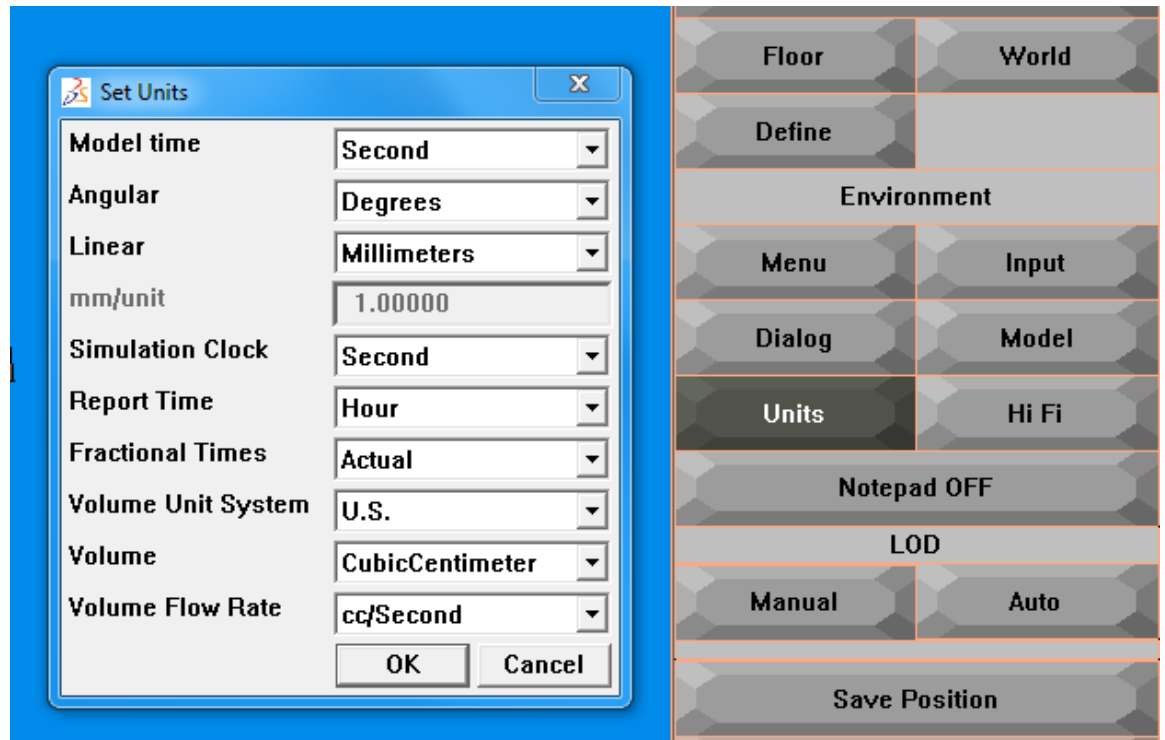 Set Units
Model time Second
Angular Degrees
Linear Millimeters
mm/unit 1.00000
Simulation Clock Second
Report Time Hour
Fractional Times Actual
Volume Unit System U.S.
Volume CubicCentimeter
Volume Flow Rate cc/Second
OK Cancel
Floor World
Define
Environment
Menu Input
Dialog Model
Units Hi Fi
Notepad OFF
LOD
Manual Auto
Save Position